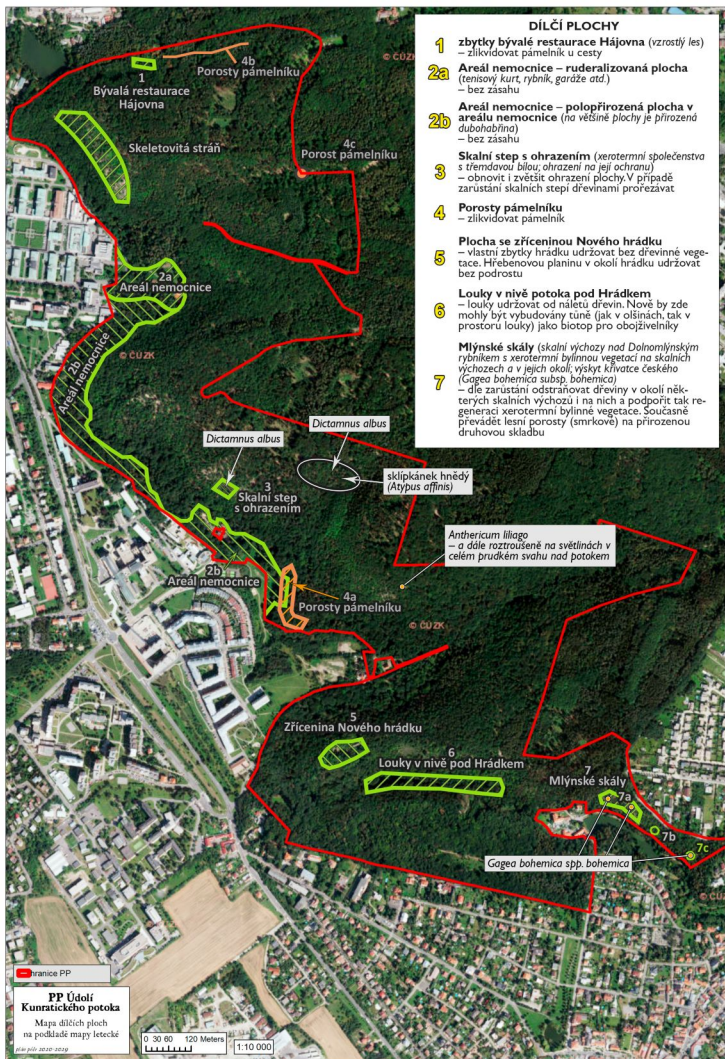 DÍLČÍ PLOCHY
1 zbytky bývalé restaurace Hájovna (vzrostlý les)
– zlikvidovat pámelník u cesty
2a Areál nemocnice – ruderalizovaná plocha
(tenisový kurt, rybník, garáže atd.)
– bez zásahu
2b Areál nemocnice – polopřirozená plocha v
areálu nemocnice (na většině plochy je přirozená
dubohabřina)
– bez zásahu
3 Skalní step s ohrazením (xerotermní společenstva
s třemdavou bílou; ohrazení na její ochranu)
– obnovit i zvětšit ohrazení plochy. V případě
zarůstání skalních stepí dřevinami prořezávat
4 Porosty pámelníku
– zlikvidovat pámelník
5 Plocha se zříceninou Nového hrádku
– vlastní zbytky hrádku udržovat bez dřevinné vege-
tace. Hřebenovou planinu v okolí hrádku udržovat
bez podrostu
6 Louky v nivě potoka pod Hrádkem
– louky udržovat od náletů dřevin. Nově by zde
mohly být vybudovány tůně (jak v olšinách, tak v
prostoru louky) jako biotop pro obojživelníky
7 Mlýnské skály (skalní výchozy nad Dolnomlýnským
rybníkem s xerotermní bylinnou vegetací na skalních
výchozech a v jejich okolí; výskyt křivatce českého
(Gagea bohemica subsp. bohemica)
– dle zarůstání odstraňovat dřeviny v okolí někte-
rých skalních výchozů i na nich a podpořit tak re-
generaci xerotermní bylinné vegetace. Současně
převádět lesní porosty (smrkové) na přirozenou
druhovou skladbu
© ČÚZK
4b
Porosty pámelníku
1
Bývalá restaurace
Hájovna
Skeletovitá stráň
4c
Porost pámelníku
2a
Areál nemocnice
© ČÚZK
2b
Areál nemocnice
Dictamnus albus
Dictamnus albus
sklípkánek hnědý
(Atypus affinis)
3
Skalní step
s ohrazením
Anthericum liliago
– a dále roztroušeně na světlinách v
celém prudkém svahu nad potokem
2b
Areál nemocnice
4a
Porosty pámelníku
© ČÚZK
© ČÚZK
5
Zřícenina Nového hrádku
6
Louky v nivě pod Hrádkem
7
Mlýnské skály
7a
7b
7c
Gagea bohemica spp. bohemica
hranice PP
PP Údolí
Kunratického potoka
Mapa dílčích ploch
na podkladě mapy letecké
plán péče 2020-2029
0 30 60 120 Meters
1:10 000